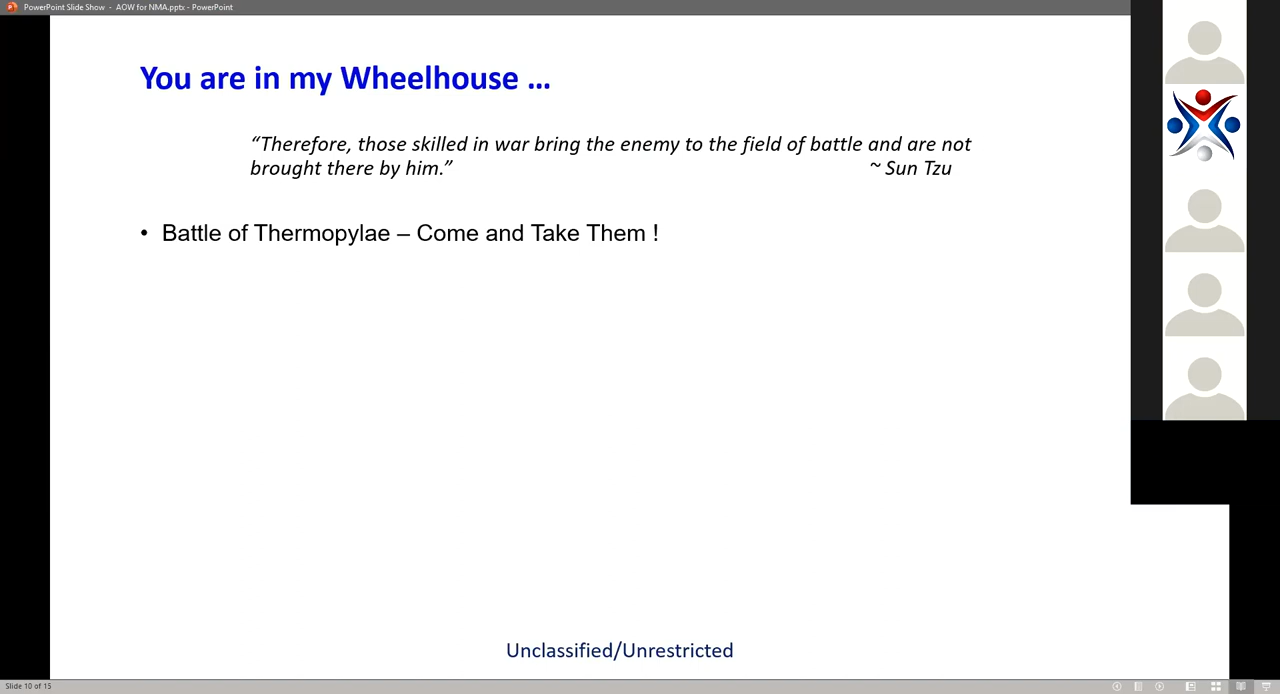 PowerPoint Slide Show - AOW for NMA.pptx - PowerPoint
You are in my Wheelhouse ...
“Therefore, those skilled in war bring the enemy to the field of battle and are not
brought there by him.” ~ Sun Tzu
• Battle of Thermopylae – Come and Take Them !
Unclassified/Unrestricted
Slide 10 of 15